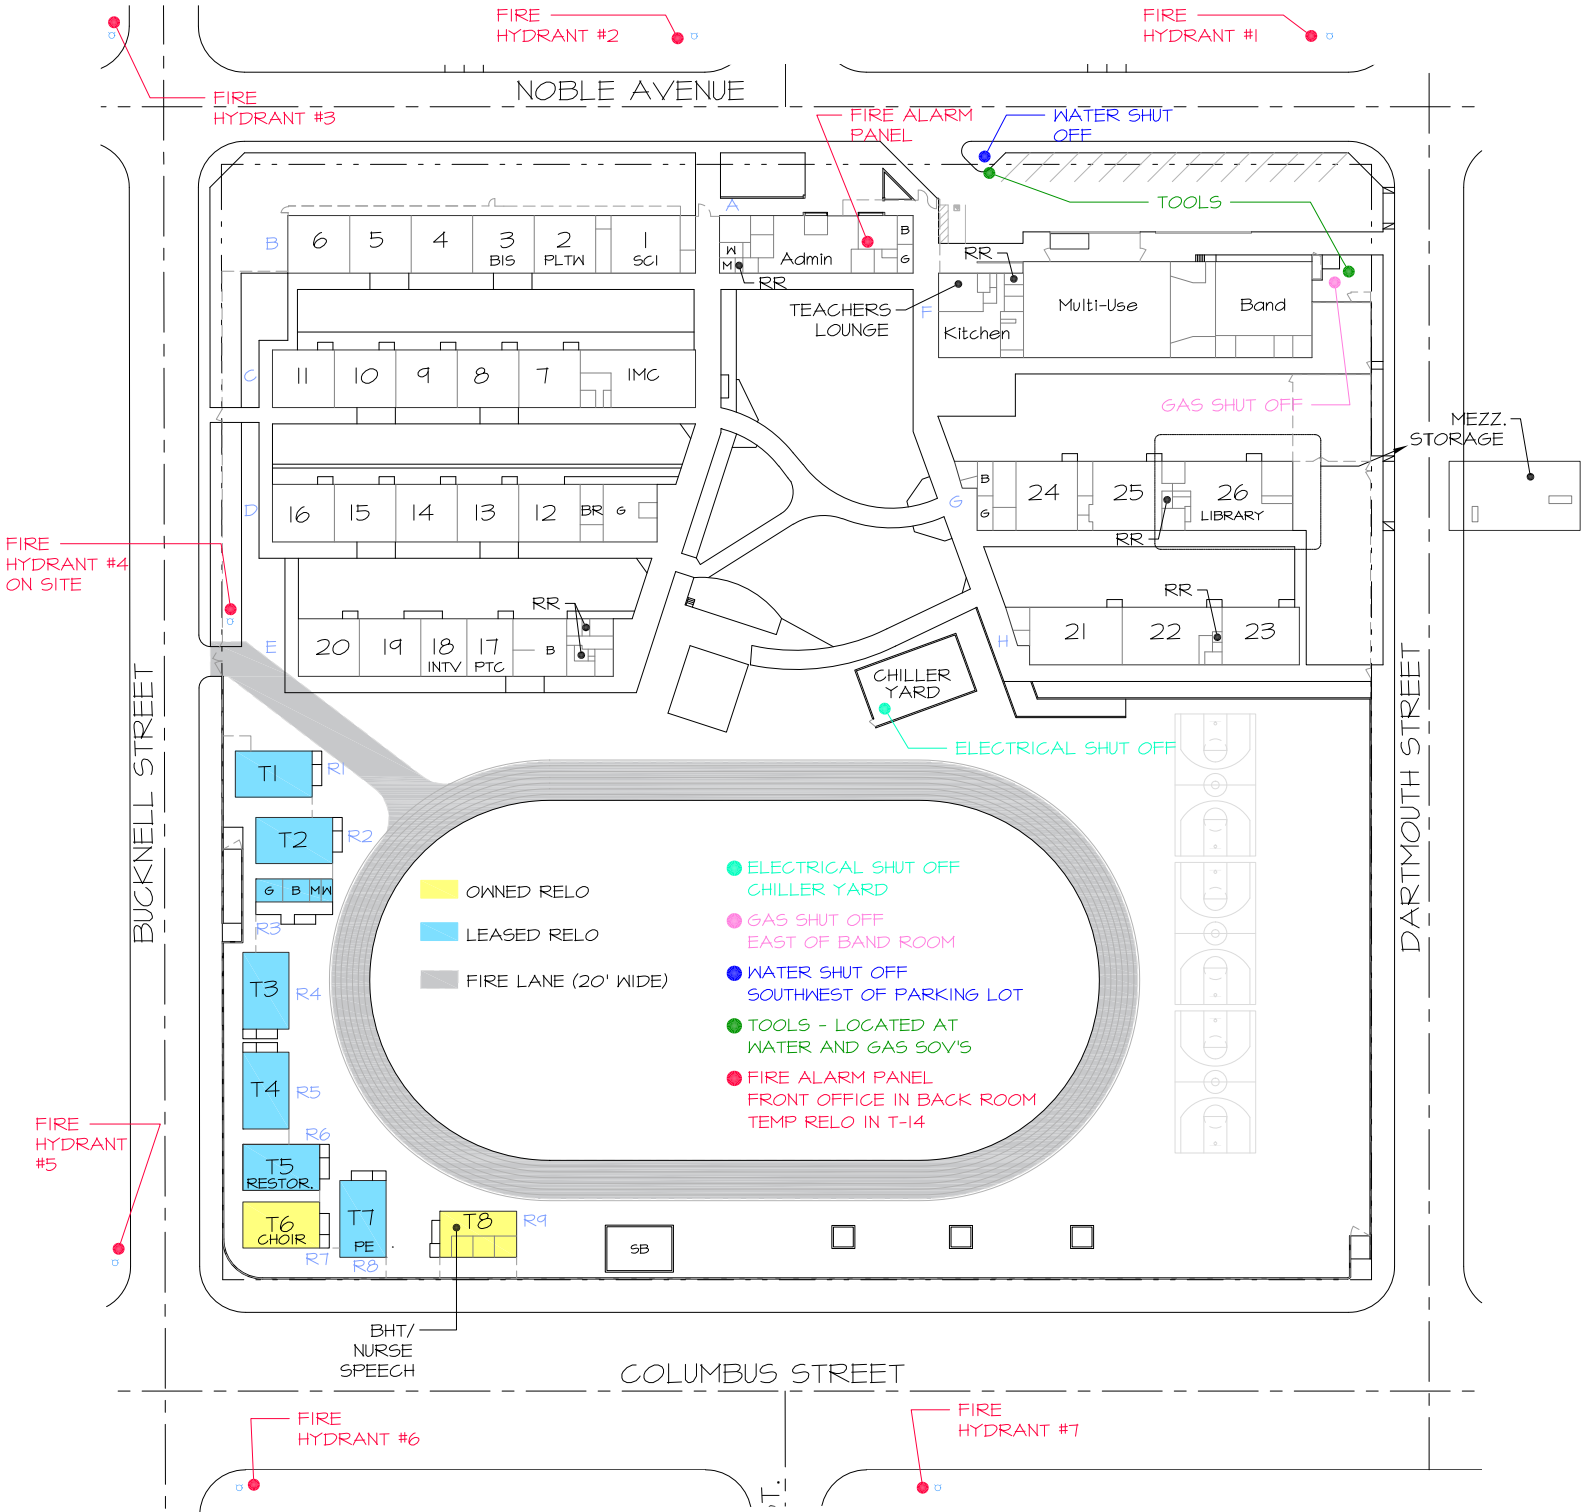 FIRE
HYDRANT #2
FIRE
HYDRANT #1
NOBLE AVENUE
FIRE
HYDRANT #3
FIRE ALARM
PANEL
WATER SHUT
OFF
TOOLS
A
B
6
5
4
3
BIS
2
PLTW
1
SCI
W
M
RR
Admin
B
G
RR
TEACHERS
LOUNGE
F
Kitchen
Multi-Use
Band
GAS SHUT OFF
MEZZ.
STORAGE
C
11
10
9
8
7
IMC
D
16
15
14
13
12
BR
G
G
B
G
24
25
26
LIBRARY
RR
FIRE
HYDRANT #4
ON SITE
RR
E
20
19
18
INTV
17
PTC
B
RR
H
21
22
23
CHILLER
YARD
ELECTRICAL SHUT OFF
BUCKNELL STREET
DARTMOUTH STREET
T1
R1
T2
R2
G
B
M
W
R3
T3
R4
T4
R5
R6
T5
RESTOR.
T6
CHOIR
R7
T7
PE
R8
T8
R9
SB
OWNED RELO
LEASED RELO
FIRE LANE (20' WIDE)
ELECTRICAL SHUT OFF
CHILLER YARD
GAS SHUT OFF
EAST OF BAND ROOM
WATER SHUT OFF
SOUTHWEST OF PARKING LOT
TOOLS - LOCATED AT
WATER AND GAS SOV'S
FIRE ALARM PANEL
FRONT OFFICE IN BACK ROOM
TEMP RELO IN T-14
FIRE
HYDRANT
#5
BHT/
NURSE
SPEECH
COLUMBUS STREET
FIRE
HYDRANT #6
FIRE
HYDRANT #7